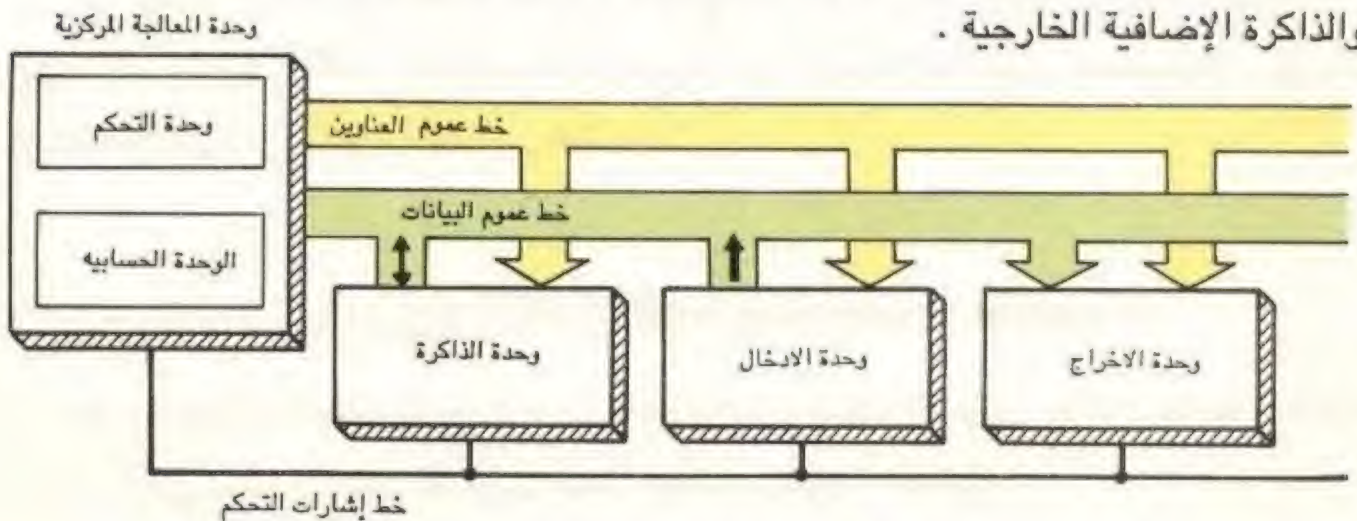 والذاكرة الإضافية الخارجية .
وحدة المعالجة المركزية
وحدة التحكم
الوحدة الحسابيه
خط عموم العناوين
خط عموم البيانات
وحدة الذاكرة
وحدة الادخال
وحدة الاخراج
خط إشارات التحكم